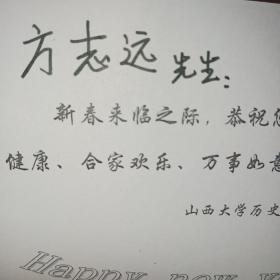 方志远先生：
新春来临之际，恭祝
健康、合家欢乐、万事如意
山西大学历史
Happy new